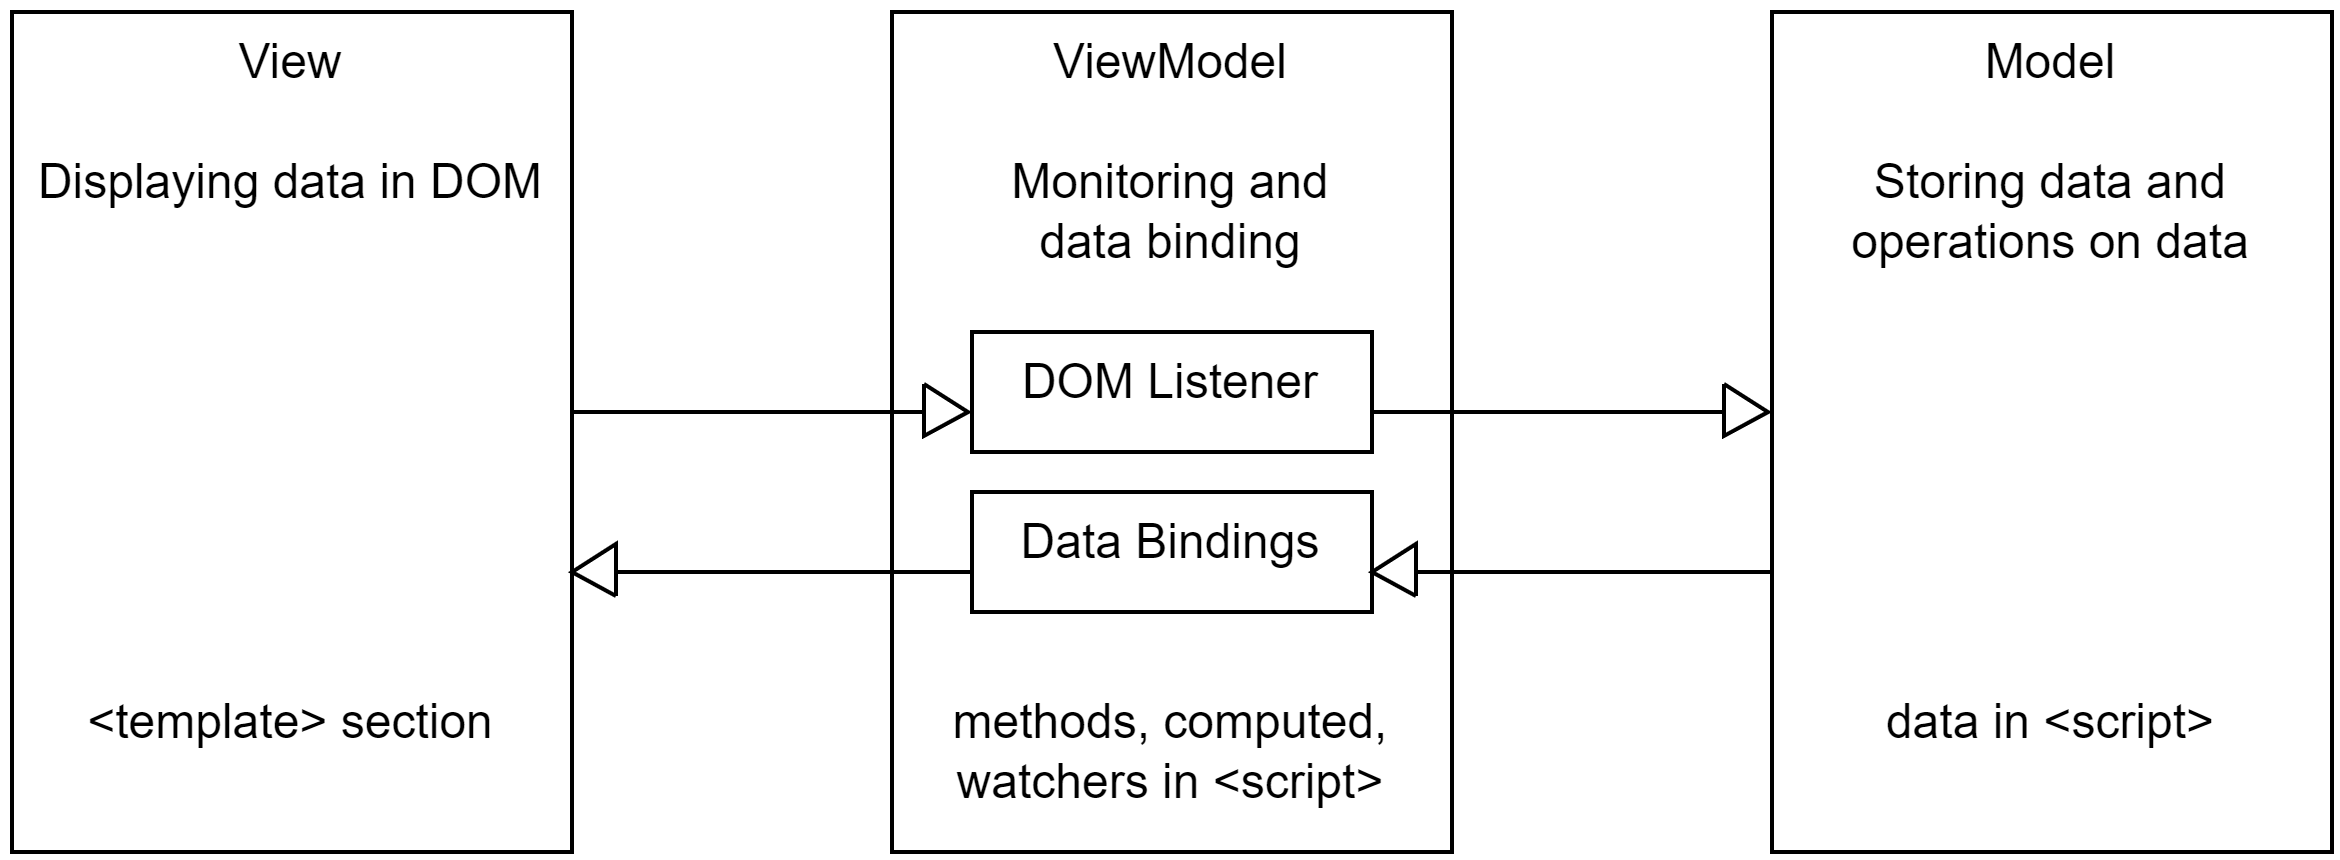 View
Displaying data in DOM
<template> section
ViewModel
Monitoring and
data binding
DOM Listener
Data Bindings
methods, computed,
watchers in <script>
Model
Storing data and
operations on data
data in <script>